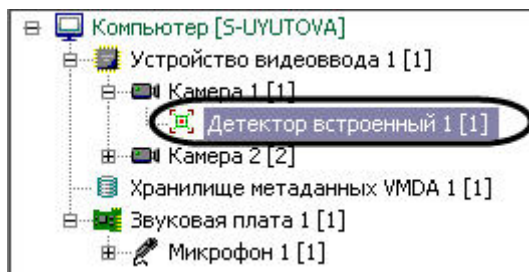 Компьютер [S-UYUTOVA]
Устройство видеоввода 1 [1]
Камера 1 [1]
Детектор встроенный 1 [1]
Камера 2 [2]
Хранилище метаданных VMDA 1 [1]
Звуковая плата 1 [1]
Микрофон 1 [1]